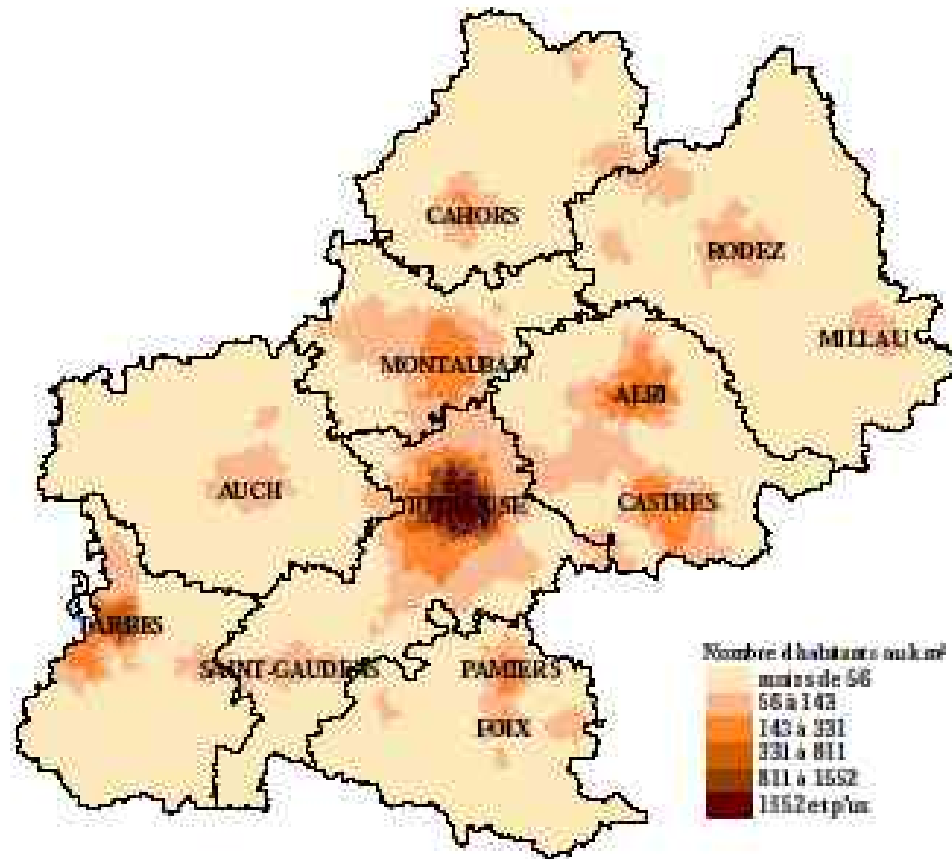 CAHORS
RODEZ
MILLAU
MONTAUBAN
ALBI
AUCH
TOULOUSE
CASTRES
TARBES
SAINT-GAUDENS
PAMIERS
FOIX
Nombre d'habitants au km²
moins de 56
56 à 143
143 à 331
331 à 811
811 à 1552
1552 et plus